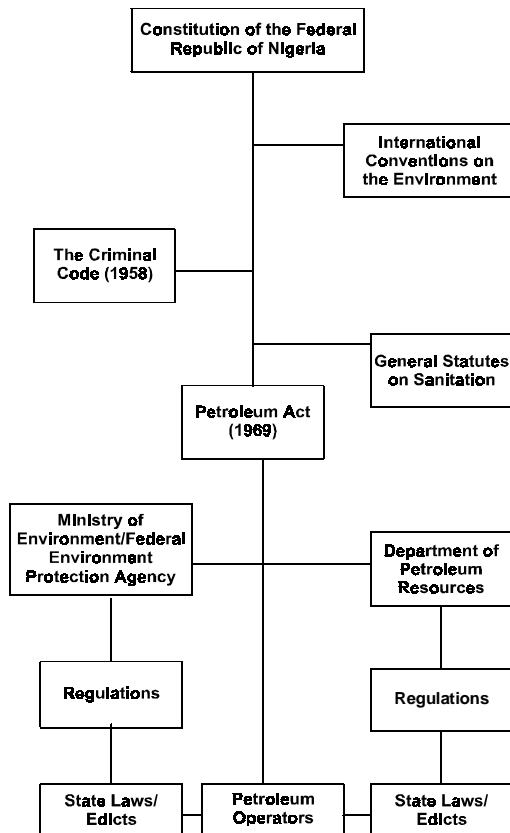 Constitution of the Federal
Republic of Nigeria
International
Conventions on
the Environment
The Criminal
Code (1958)
General Statutes
on Sanitation
Petroleum Act
(1969)
Ministry of
Environment/Federal
Environment
Protection Agency
Department of
Petroleum
Resources
Regulations
Regulations
State Laws/
Edicts
Petroleum
Operators
State Laws/
Edicts